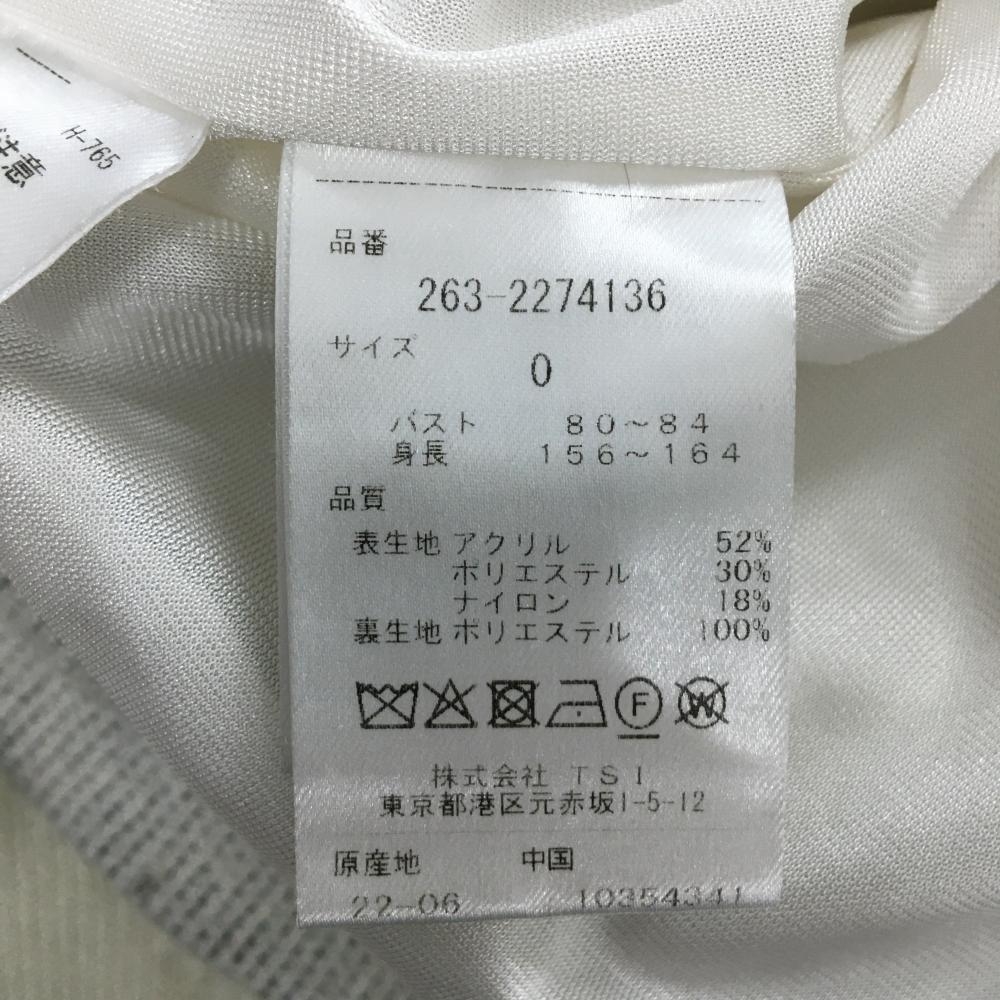 注意
H-765
品番
263-2274136
サイズ
0
バスト 80～84
身長 156～164
品質
表生地 アクリル 52%
ポリエステル 30%
ナイロン 18%
裏生地 ポリエステル 100%
F W
株式会社 TSI
東京都港区元赤坂1-5-12
原産地 中国
22-06 10354341